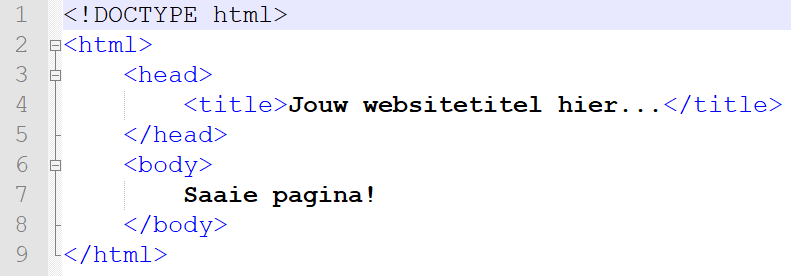 1 <!DOCTYPE html>
2 <html>
3 <head>
4 <title>Jouw websitetitel hier...</title>
5 </head>
6 <body>
7 Saaie pagina!
8 </body>
9 </html>